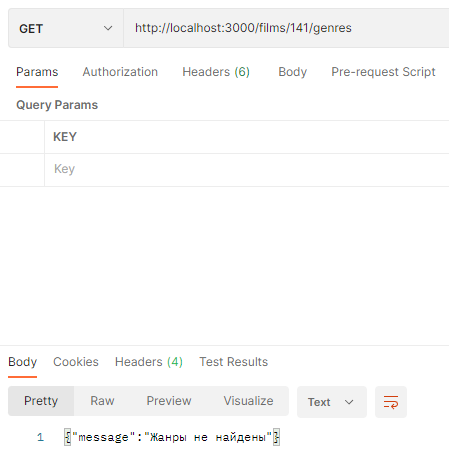 GET http://localhost:3000/films/141/genres
Params Authorization Headers (6) Body Pre-request Script
Query Params
KEY
Key
Body Cookies Headers (4) Test Results
Pretty Raw Preview Visualize Text
1 {"message":"Жанры не найдены"}